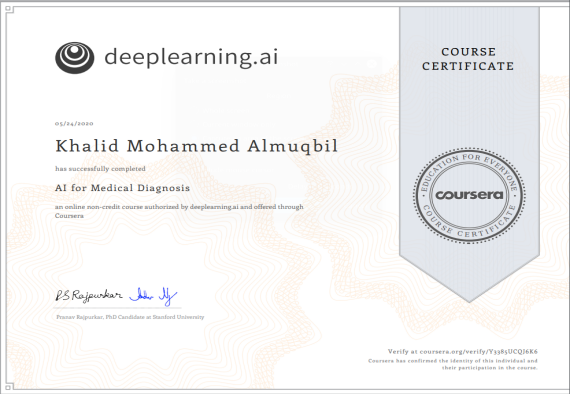 deeplearning.ai
COURSE
CERTIFICATE
05/24/2020
Khalid Mohammed Almuqbil
has successfully completed
AI for Medical Diagnosis
an online non-credit course authorized by deeplearning.ai and offered through
Coursera
EDUCATION FOR EVERYONE
coursera
COURSE CERTIFICATE
P.S.Rajpurkar
Pranav Rajpurkar, PhD Candidate at Stanford University
Verify at coursera.org/verify/Y3983UCQJ6K6
Coursera has confirmed the identity of this individual and
their participation in the course.